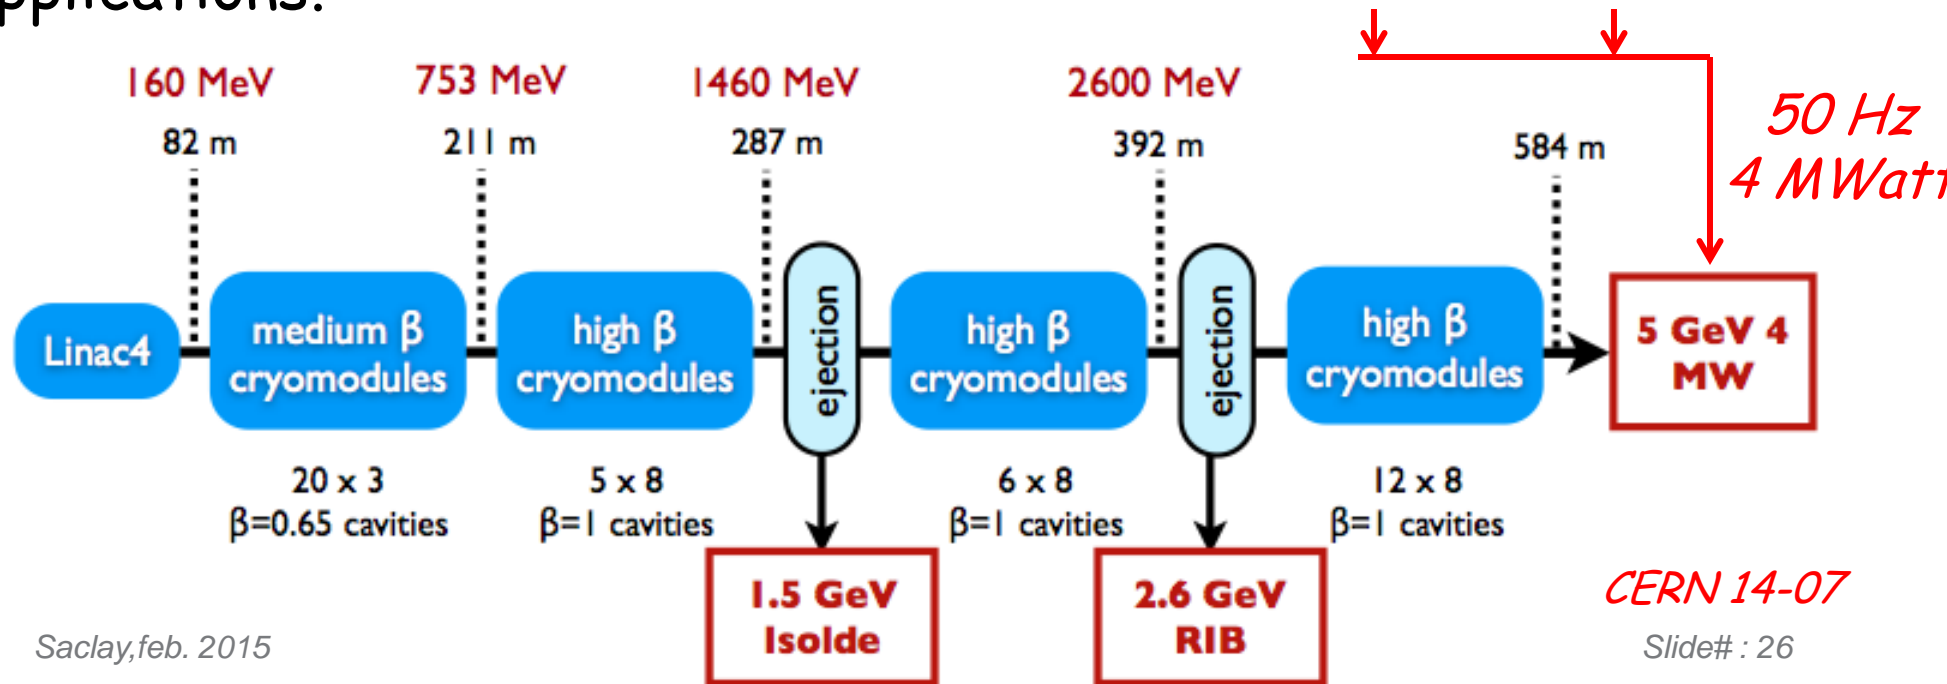 160 MeV
753 MeV
1460 MeV
2600 MeV
82 m
211 m
287 m
392 m
584 m
50 Hz
4 MWatt
Linac4
medium β
cryomodules
high β
cryomodules
ejection
high β
cryomodules
ejection
high β
cryomodules
5 GeV 4
MW
20 x 3
β=0.65 cavities
5 x 8
β=1 cavities
6 x 8
β=1 cavities
12 x 8
β=1 cavities
1.5 GeV
Isolde
2.6 GeV
RIB
CERN 14-07
Saclay,feb. 2015
Slide# : 26